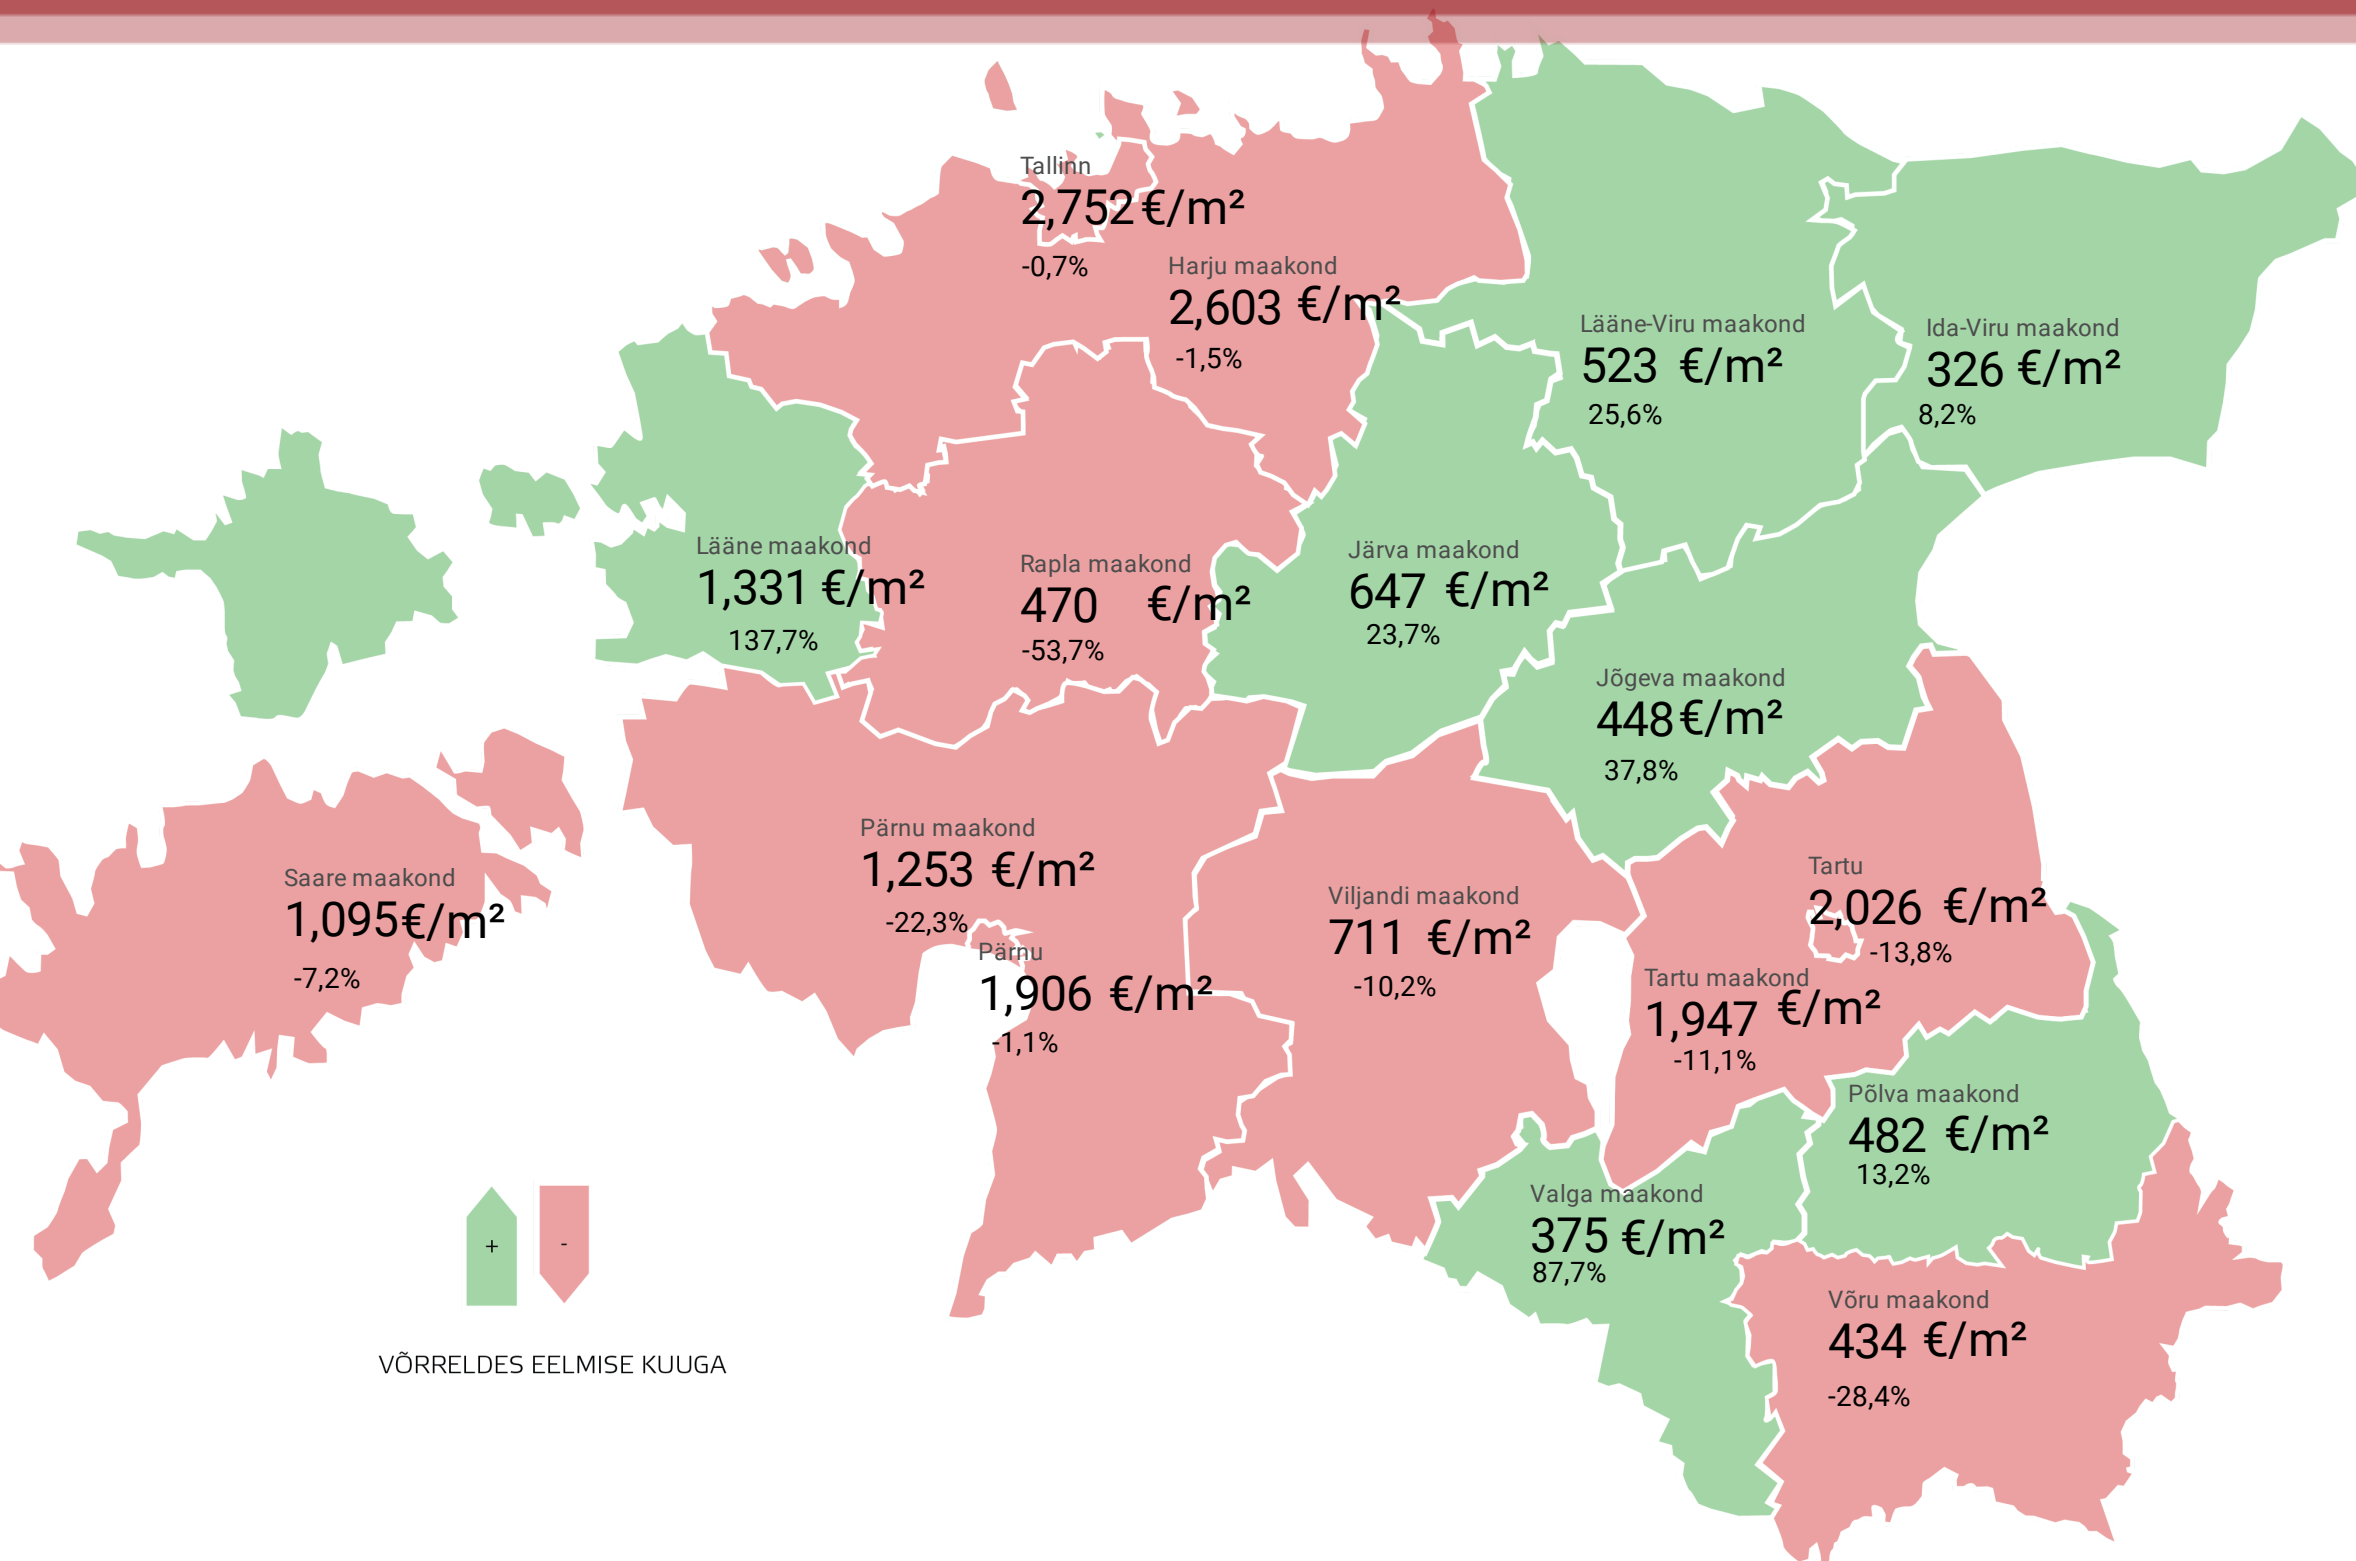 Tallinn
2,752 €/m²
-0,7%
Harju maakond
2,603 €/m²
-1,5%
Lääne-Viru maakond
523 €/m²
25,6%
Ida-Viru maakond
326 €/m²
8,2%
Lääne maakond
1,331 €/m²
137,7%
Rapla maakond
470 €/m²
-53,7%
Järva maakond
647 €/m²
23,7%
Jõgeva maakond
448 €/m²
37,8%
Saare maakond
1,095 €/m²
-7,2%
Pärnu maakond
1,253 €/m²
-22,3%
Pärnu
1,906 €/m²
-1,1%
Viljandi maakond
711 €/m²
-10,2%
Tartu
2,026 €/m²
-13,8%
Tartu maakond
1,947 €/m²
-11,1%
Põlva maakond
482 €/m²
13,2%
Valga maakond
375 €/m²
87,7%
Võru maakond
434 €/m²
-28,4%
+ -
VÕRRELDES EELMISE KUUGA